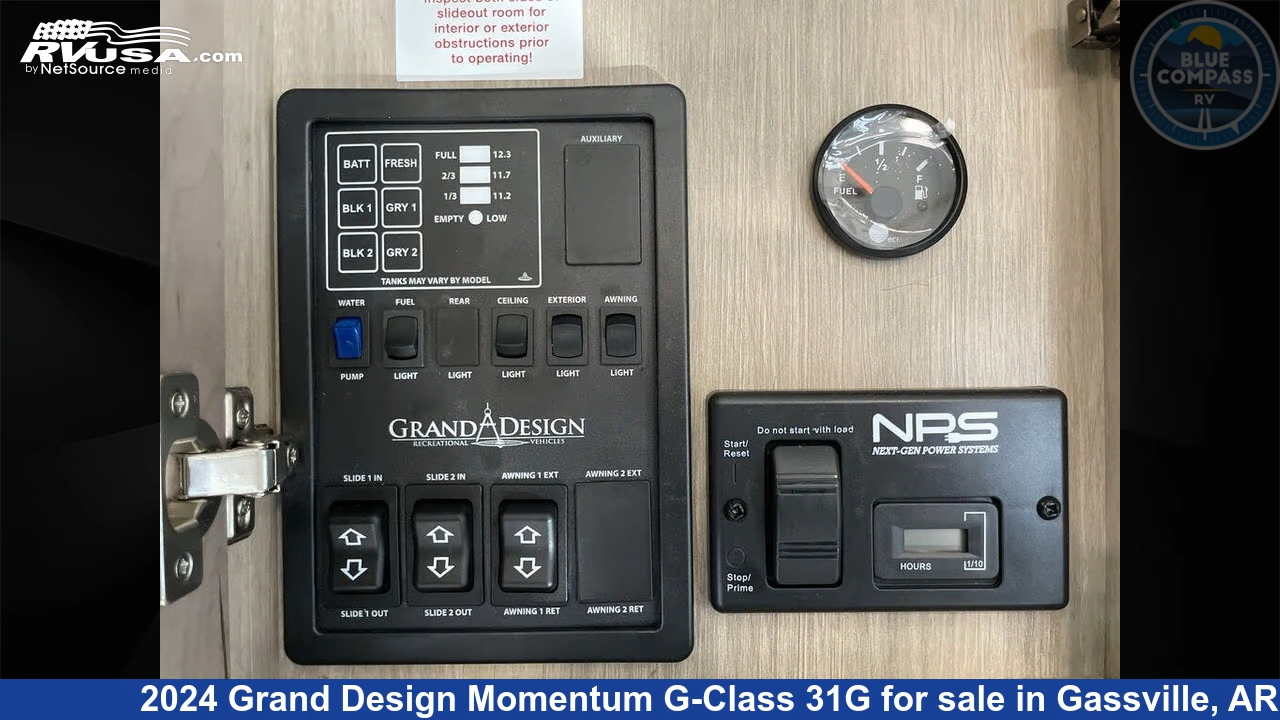 RVUSA.com
by NetSource media
slideout room for
interior or exterior
obstructions prior
to operating!
BLUE
COMPASS
RV
BATT FRESH
BLK 1 GRY 1
BLK 2 GRY 2
FULL 12.3
2/3 11.7
1/3 11.2
EMPTY LOW
TANKS MAY VARY BY MODEL
AUXILIARY
E 1/2 F
FUEL
WATER FUEL REAR CEILING EXTERIOR AWNING
PUMP LIGHT LIGHT LIGHT LIGHT LIGHT
GRAND DESIGN
RECREATIONAL VEHICLES
SLIDE 1 IN SLIDE 2 IN AWNING 1 EXT AWNING 2 EXT
SLIDE 1 OUT SLIDE 2 OUT AWNING 1 RET AWNING 2 RET
Do not start with load
Start/
Reset
Stop/
Prime
NPS
NEXT-GEN POWER SYSTEMS
HOURS 1/10
2024 Grand Design Momentum G-Class 31G for sale in Gassville, AR